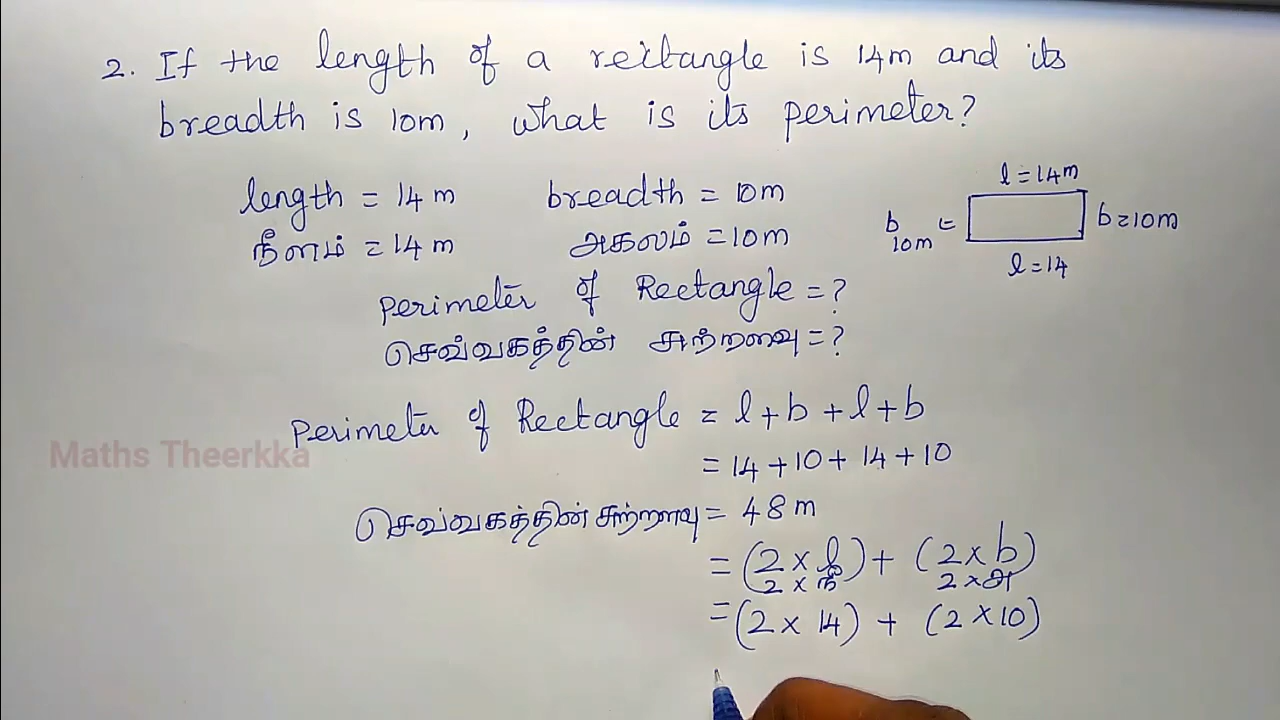 2. If the length of a rectangle is 14m and its
breadth is 10m, what is its perimeter?
length = 14 m breadth = 10m
நீளம் = 14 m அகலம் = 10m
l = 14m
b = 10m
b = 10m
l = 14
Perimeter of Rectangle = ?
செவ்வகத்தின் சுற்றளவு = ?
Perimeter of Rectangle = l + b + l + b
Maths Theerkka
= 14 + 10 + 14 + 10
செவ்வகத்தின் சுற்றளவு = 48 m
= (2 × l) + (2 × b)
2 × நீ 2 × அ
= (2 × 14) + (2 × 10)